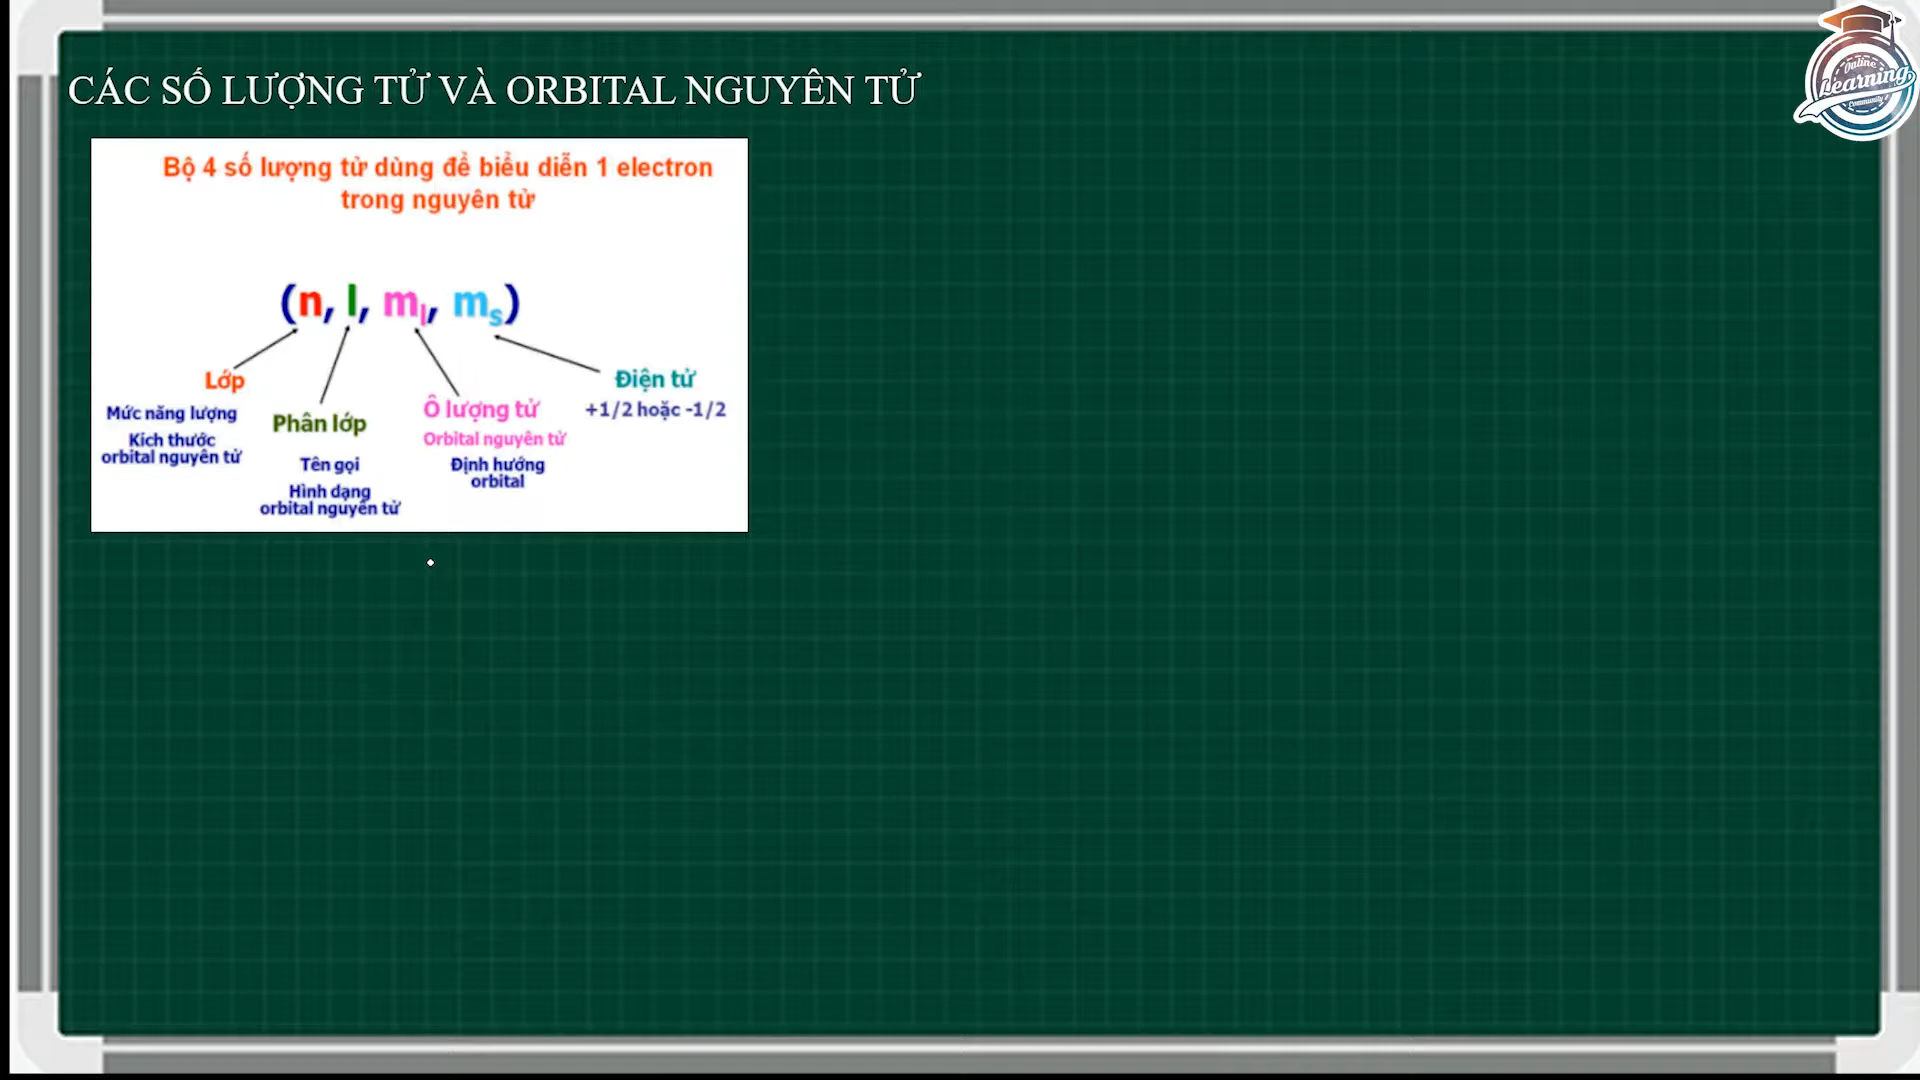 CÁC SỐ LƯỢNG TỬ VÀ ORBITAL NGUYÊN TỬ
Online
Learning
Community
Bộ 4 số lượng tử dùng để biểu diễn 1 electron
trong nguyên tử
(n, l, ml, ms)
Lớp
Mức năng lượng
Kích thước
orbital nguyên tử
Phân lớp
Tên gọi
Hình dạng
orbital nguyên tử
Ô lượng tử
Orbital nguyên tử
Định hướng
orbital
Điện tử
+1/2 hoặc -1/2